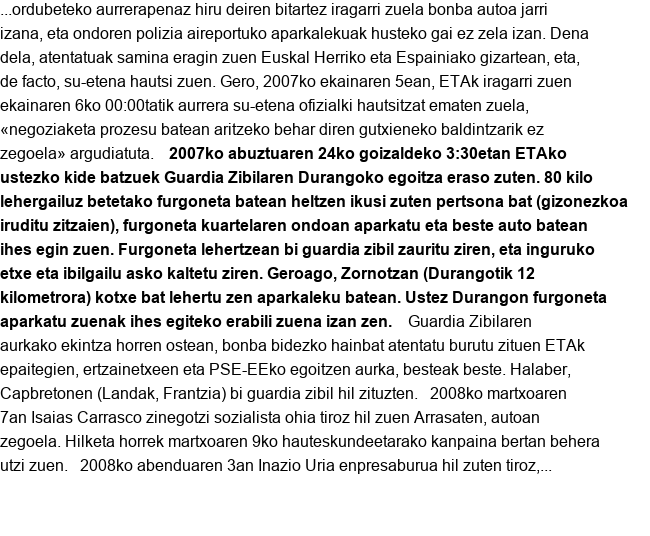 ...ordubeteko aurrerapenaz hiru deiren bitartez iragarri zuela bonba autoa jarri
izana, eta ondoren polizia aireportuko aparkalekuak husteko gai ez zela izan. Dena
dela, atentatuak samina eragin zuen Euskal Herriko eta Espainiako gizartean, eta,
de facto, su-etena hautsi zuen. Gero, 2007ko ekainaren 5ean, ETAk iragarri zuen
ekainaren 6ko 00:00tatik aurrera su-etena ofizialki hautsitzat ematen zuela,
«negoziaketa prozesu batean aritzeko behar diren gutxieneko baldintzarik ez
zegoela» argudiatuta. 2007ko abuztuaren 24ko goizaldeko 3:30etan ETAko
ustezko kide batzuek Guardia Zibilaren Durangoko egoitza eraso zuten. 80 kilo
lehergailuz betetako furgoneta batean heltzen ikusi zuten pertsona bat (gizonezkoa
iruditu zitzaien), furgoneta kuartelaren ondoan aparkatu eta beste auto batean
ihes egin zuen. Furgoneta lehertzean bi guardia zibil zauritu ziren, eta inguruko
etxe eta ibilgailu asko kaltetu ziren. Geroago, Zornotzan (Durangotik 12
kilometrora) kotxe bat lehertu zen aparkaleku batean. Ustez Durangon furgoneta
aparkatu zuenak ihes egiteko erabili zuena izan zen. Guardia Zibilaren
aurkako ekintza horren ostean, bonba bidezko hainbat atentatu burutu zituen ETAk
epaitegien, ertzainetxeen eta PSE-EEko egoitzen aurka, besteak beste. Halaber,
Capbretonen (Landak, Frantzia) bi guardia zibil hil zituzten. 2008ko martxoaren
7an Isaias Carrasco zinegotzi sozialista ohia tiroz hil zuen Arrasaten, autoan
zegoela. Hilketa horrek martxoaren 9ko hauteskundeetarako kanpaina bertan behera
utzi zuen. 2008ko abenduaren 3an Inazio Uria enpresaburua hil zuten tiroz,...